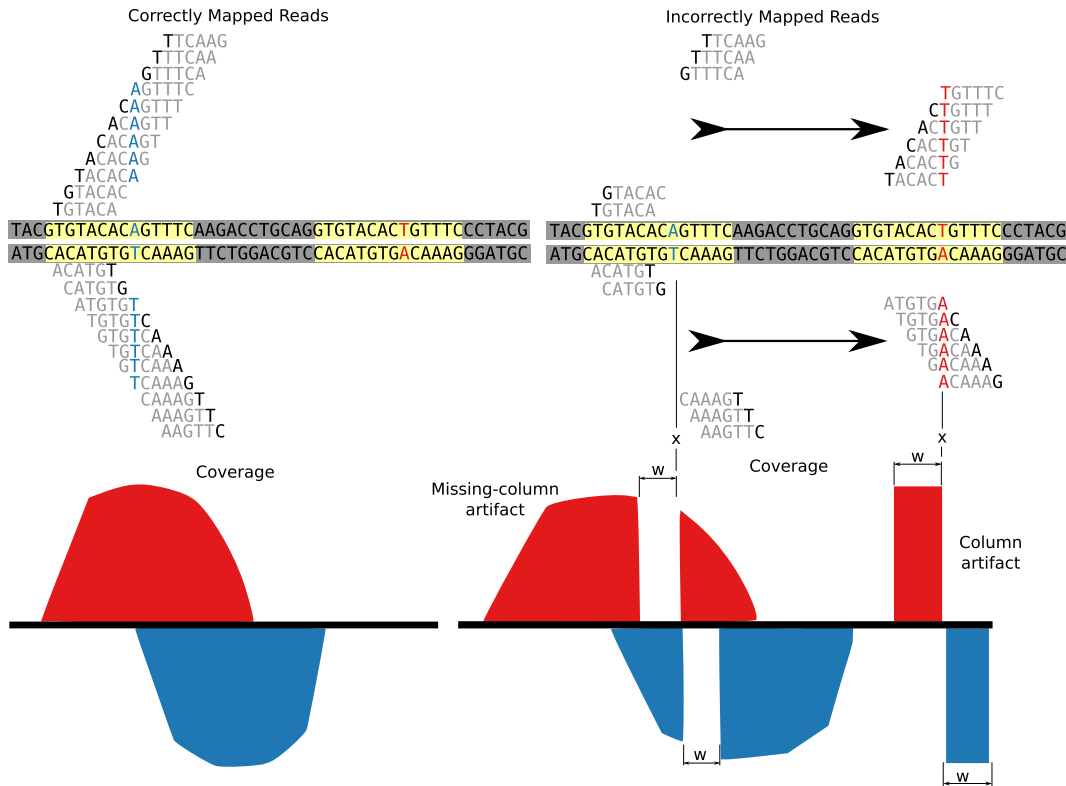 Correctly Mapped Reads
TTCAAG
TTTCAA
GTTTCA
AGTTTC
CAGTTT
ACAGTT
CACAGT
ACACAG
TACACA
GTACAC
TGTACA
TACGTGTACACAGTTTCAAGACCTGCAGGTGTACACTGTTTCCCTACG
ATGCACATGTGTCAAAGTTCTGGACGTCCACATGTGACAAAGGGATGC
ACATGT
CATGTG
ATGTGT
TGTGTC
GTGTCA
TGTCAA
GTCAAA
TCAAAG
CAAAGT
AAAGTT
AAGTTC
Coverage
Incorrectly Mapped Reads
TTCAAG
TTTCAA
GTTTCA
TGTTTC
CTGTTT
ACTGTT
CACTGT
ACACTG
TACACT
GTACAC
TGTACA
TACGTGTACACAGTTTCAAGACCTGCAGGTGTACACTGTTTCCCTACG
ATGCACATGTGTCAAAGTTCTGGACGTCCACATGTGACAAAGGGATGC
ACATGT
CATGTG
ATGTGA
TGTGAC
GTGACA
TGACAA
GACAAA
ACAAAG
CAAAGT
AAAGTT
AAGTTC
x
x
w
Coverage
w
Missing-column
artifact
Column
artifact
w
w